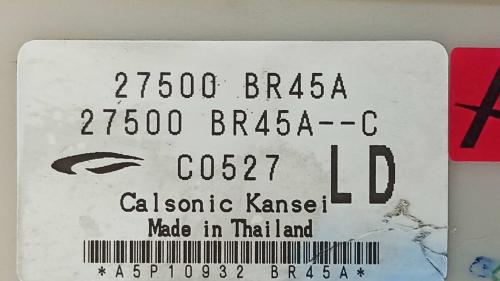 27500 BR45A
27500 BR45A--C
C0527 LD
Calsonic Kansei
Made in Thailand
*A5P10932 BR45A*